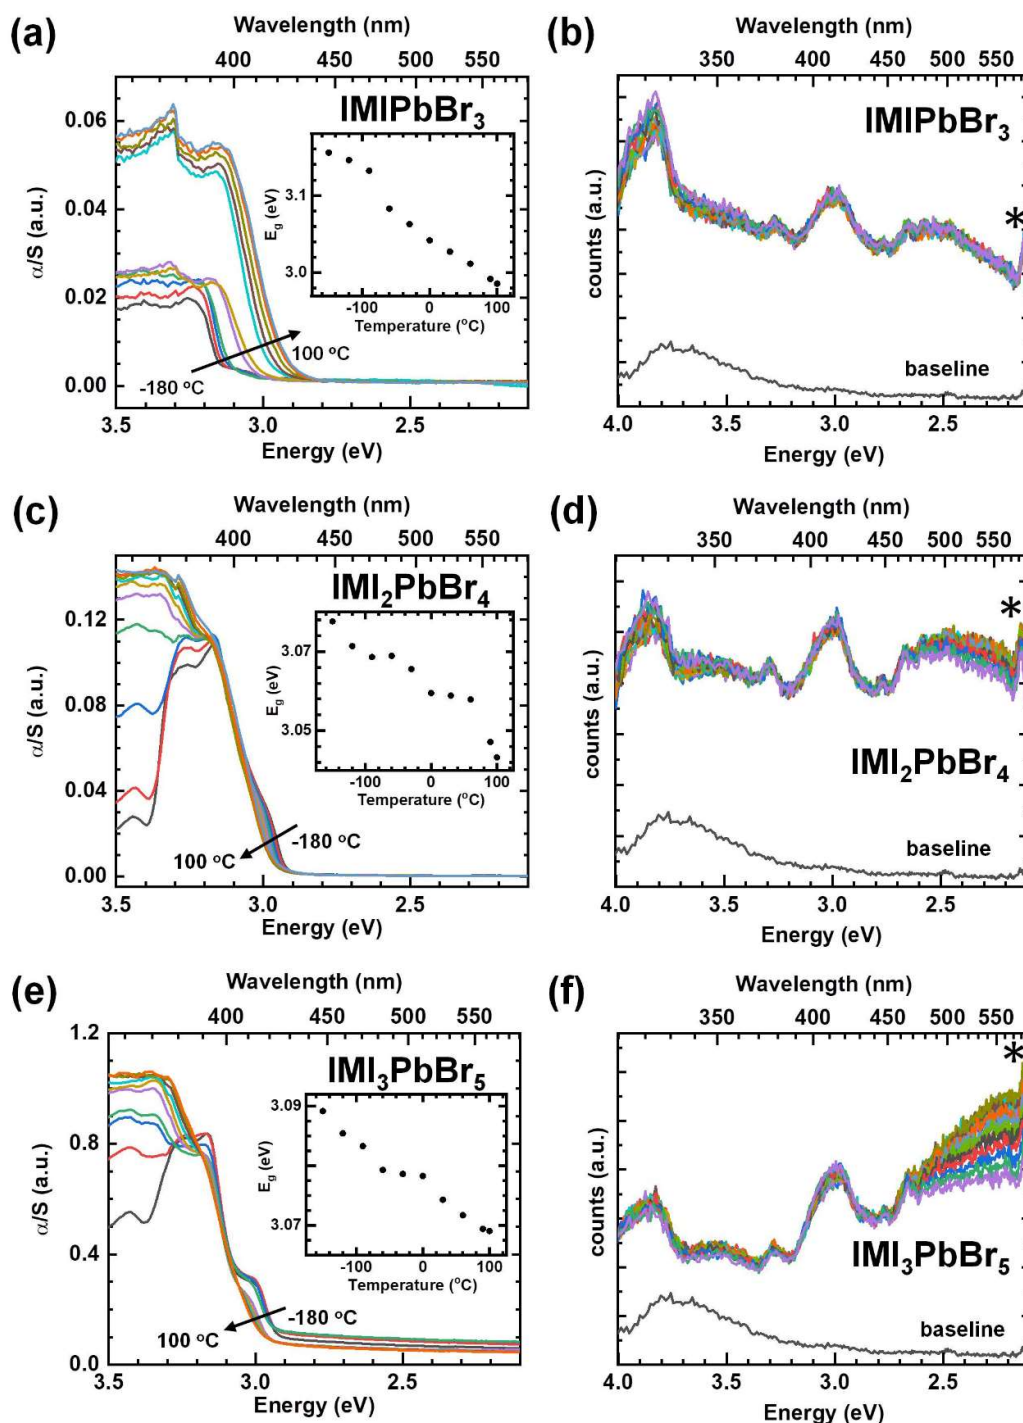 (a)
Wavelength (nm)
400 450 500 550
IMIPbBr3
α/S (a.u.)
0.06
0.04
0.02
0.00
Eg (eV)
3.1
3.0
-100 0 100
Temperature (°C)
-180 °C
100 °C
3.5 3.0 2.5
Energy (eV)
(b)
Wavelength (nm)
350 400 450 500 550
IMIPbBr3
*
counts (a.u.)
baseline
4.0 3.5 3.0 2.5
Energy (eV)
(c)
Wavelength (nm)
400 450 500 550
IMI2PbBr4
α/S (a.u.)
0.12
0.08
0.04
0.00
Eg (eV)
3.07
3.05
-100 0 100
Temperature (°C)
-180 °C
100 °C
3.5 3.0 2.5
Energy (eV)
(d)
Wavelength (nm)
350 400 450 500 550
*
counts (a.u.)
IMI2PbBr4
baseline
4.0 3.5 3.0 2.5
Energy (eV)
(e)
Wavelength (nm)
400 450 500 550
IMI3PbBr5
α/S (a.u.)
1.2
0.8
0.4
0.0
Eg (eV)
3.09
3.07
-100 0 100
Temperature (°C)
-180 °C
100 °C
3.5 3.0 2.5
Energy (eV)
(f)
Wavelength (nm)
350 400 450 500 550
*
counts (a.u.)
IMI3PbBr5
baseline
4.0 3.5 3.0 2.5
Energy (eV)